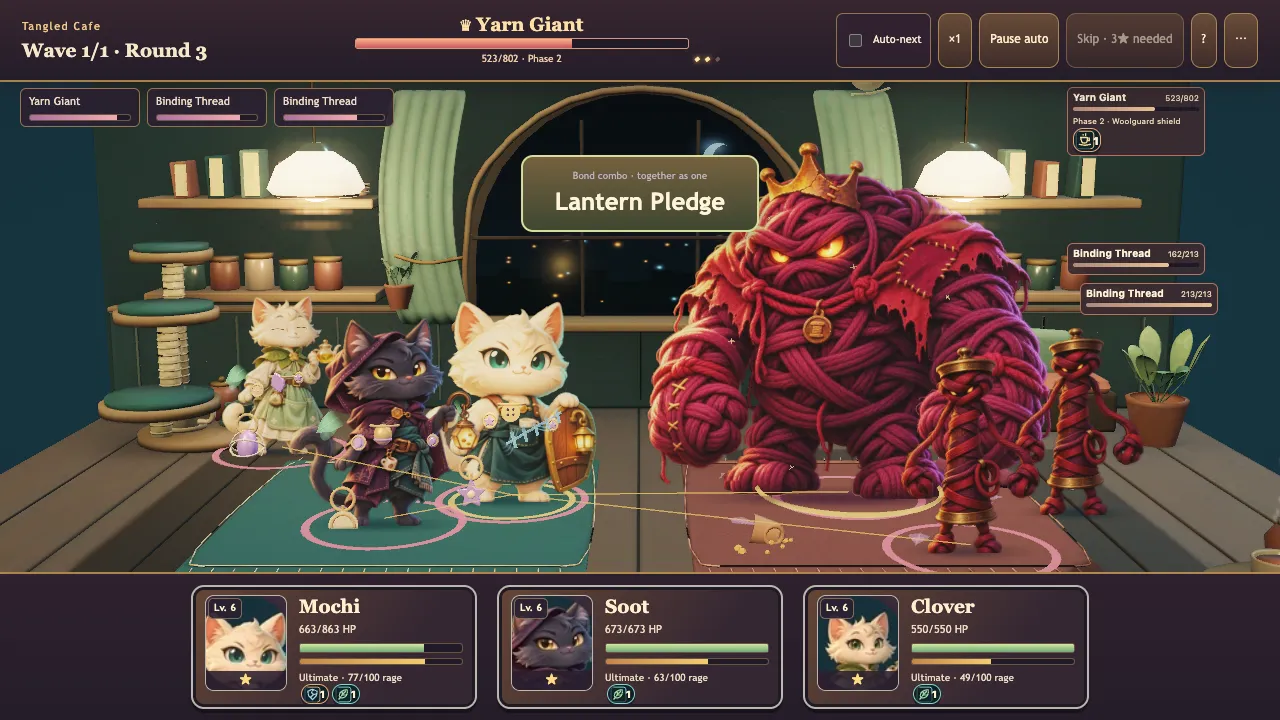 Tangled Cafe
Wave 1/1 · Round 3
♛ Yarn Giant
523/802 · Phase 2
Auto-next
×1
Pause auto
Skip · 3★ needed
?
···
Yarn Giant
Binding Thread
Binding Thread
Yarn Giant 523/802
Phase 2 · Woolguard shield
1
Bond combo · together as one
Lantern Pledge
Binding Thread 162/213
Binding Thread 213/213
Lv. 6
Mochi
663/863 HP
Ultimate · 77/100 rage
1 1
Lv. 6
Soot
673/673 HP
Ultimate · 63/100 rage
1
Lv. 6
Clover
550/550 HP
Ultimate · 49/100 rage
1